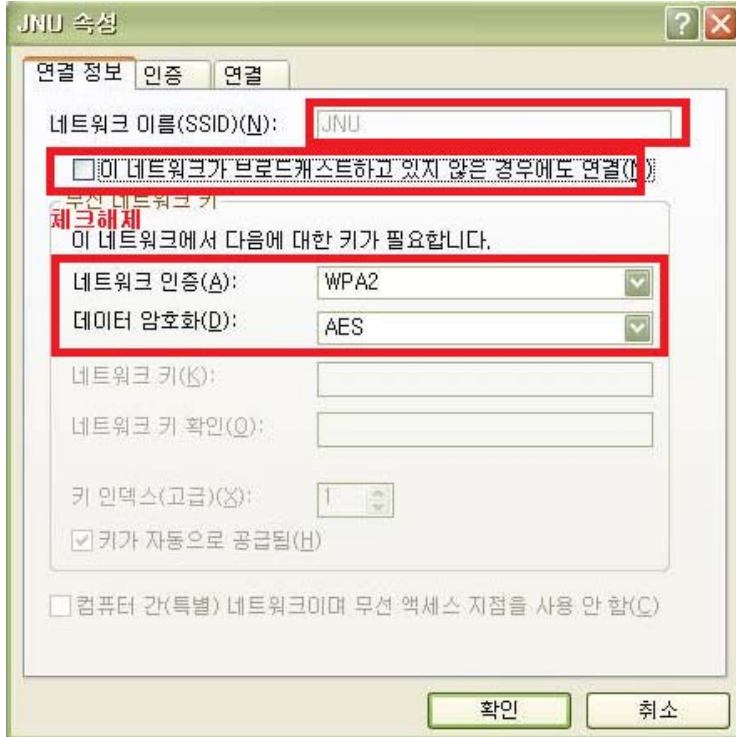 JNU 속성
연결 정보 인증 연결
네트워크 이름(SSID)(N): JNU
이 네트워크가 브로드캐스트하고 있지 않은 경우에도 연결(M)
무선 네트워크 키
체크해제
이 네트워크에서 다음에 대한 키가 필요합니다.
네트워크 인증(A): WPA2
데이터 암호화(D): AES
네트워크 키(K):
네트워크 키 확인(O):
키 인덱스(고급)(X): 1
키가 자동으로 공급됨(H)
컴퓨터 간(특별) 네트워크이며 무선 액세스 지점을 사용 안 함(C)
확인 취소